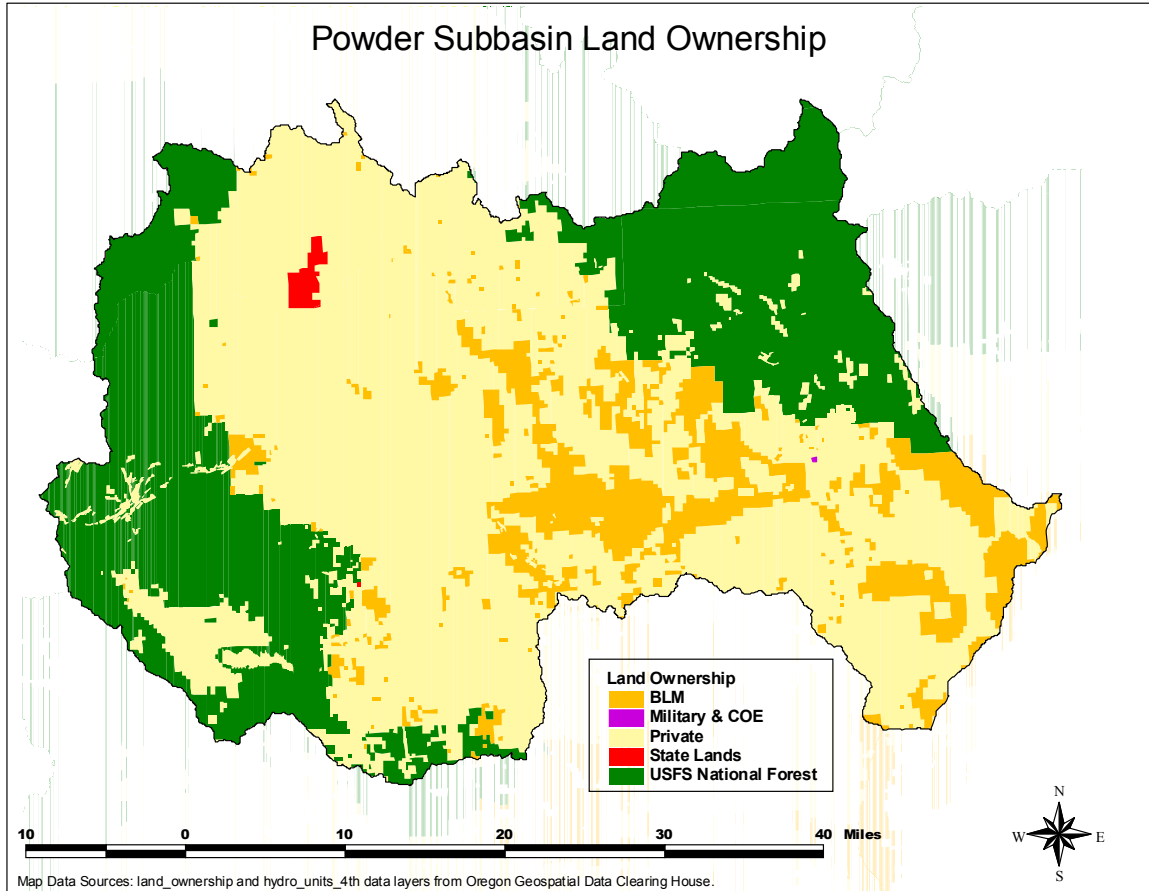 Powder Subbasin Land Ownership
Land Ownership
BLM
Military & COE
Private
State Lands
USFS National Forest
10 0 10 20 30 40 Miles
N
W E
S
Map Data Sources: land_ownership and hydro_units_4th data layers from Oregon Geospatial Data Clearing House.